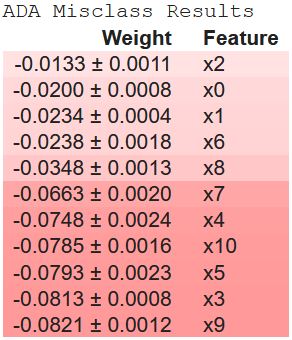 ADA Misclass Results
Weight Feature
-0.0133 ± 0.0011 x2
-0.0200 ± 0.0008 x0
-0.0234 ± 0.0004 x1
-0.0238 ± 0.0018 x6
-0.0348 ± 0.0013 x8
-0.0663 ± 0.0020 x7
-0.0748 ± 0.0024 x4
-0.0785 ± 0.0016 x10
-0.0793 ± 0.0023 x5
-0.0813 ± 0.0008 x3
-0.0821 ± 0.0012 x9